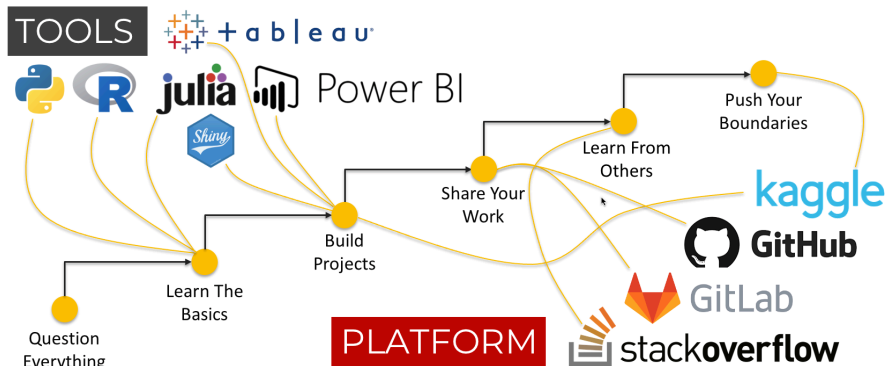 TOOLS
+ a b | e a u
R
julia
Power BI
Shiny
Push Your
Boundaries
Learn From
Others
Share Your
Work
kaggle
Build
Projects
GitHub
Learn The
Basics
GitLab
Question
Everything
PLATFORM
stackoverflow